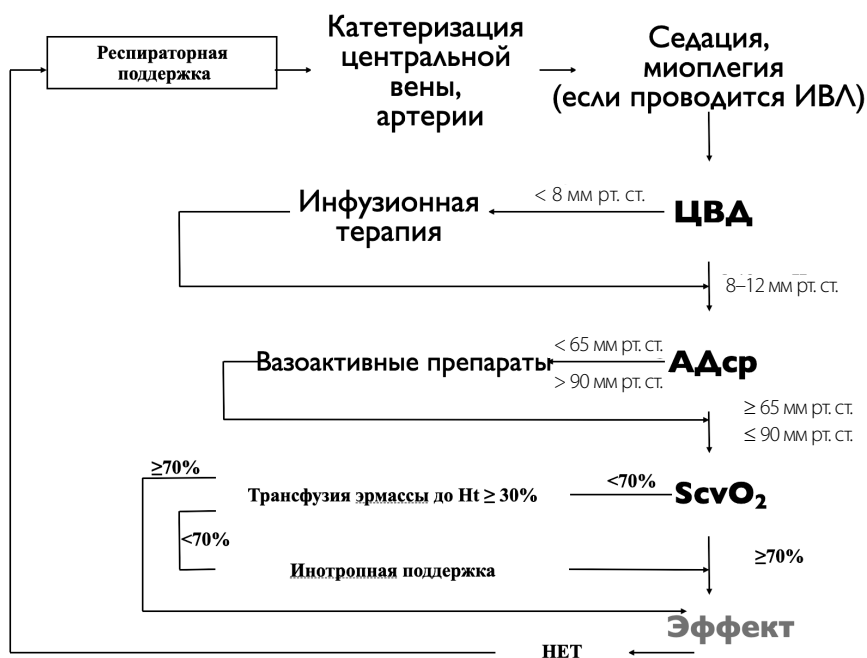 Респираторная
поддержка
Катетеризация
центральной
вены,
артерии
Седация,
миоплегия
(если проводится ИВЛ)
Инфузионная
терапия
< 8 мм рт. ст.
ЦВД
8–12 мм рт. ст.
Вазоактивные препараты
< 65 мм рт. ст.
> 90 мм рт. ст.
АДср
≥ 65 мм рт. ст.
≤ 90 мм рт. ст.
≥70%
Трансфузия эрмассы до Ht ≥ 30%
<70%
ScvO₂
<70%
Инотропная поддержка
≥70%
Эффект
НЕТ